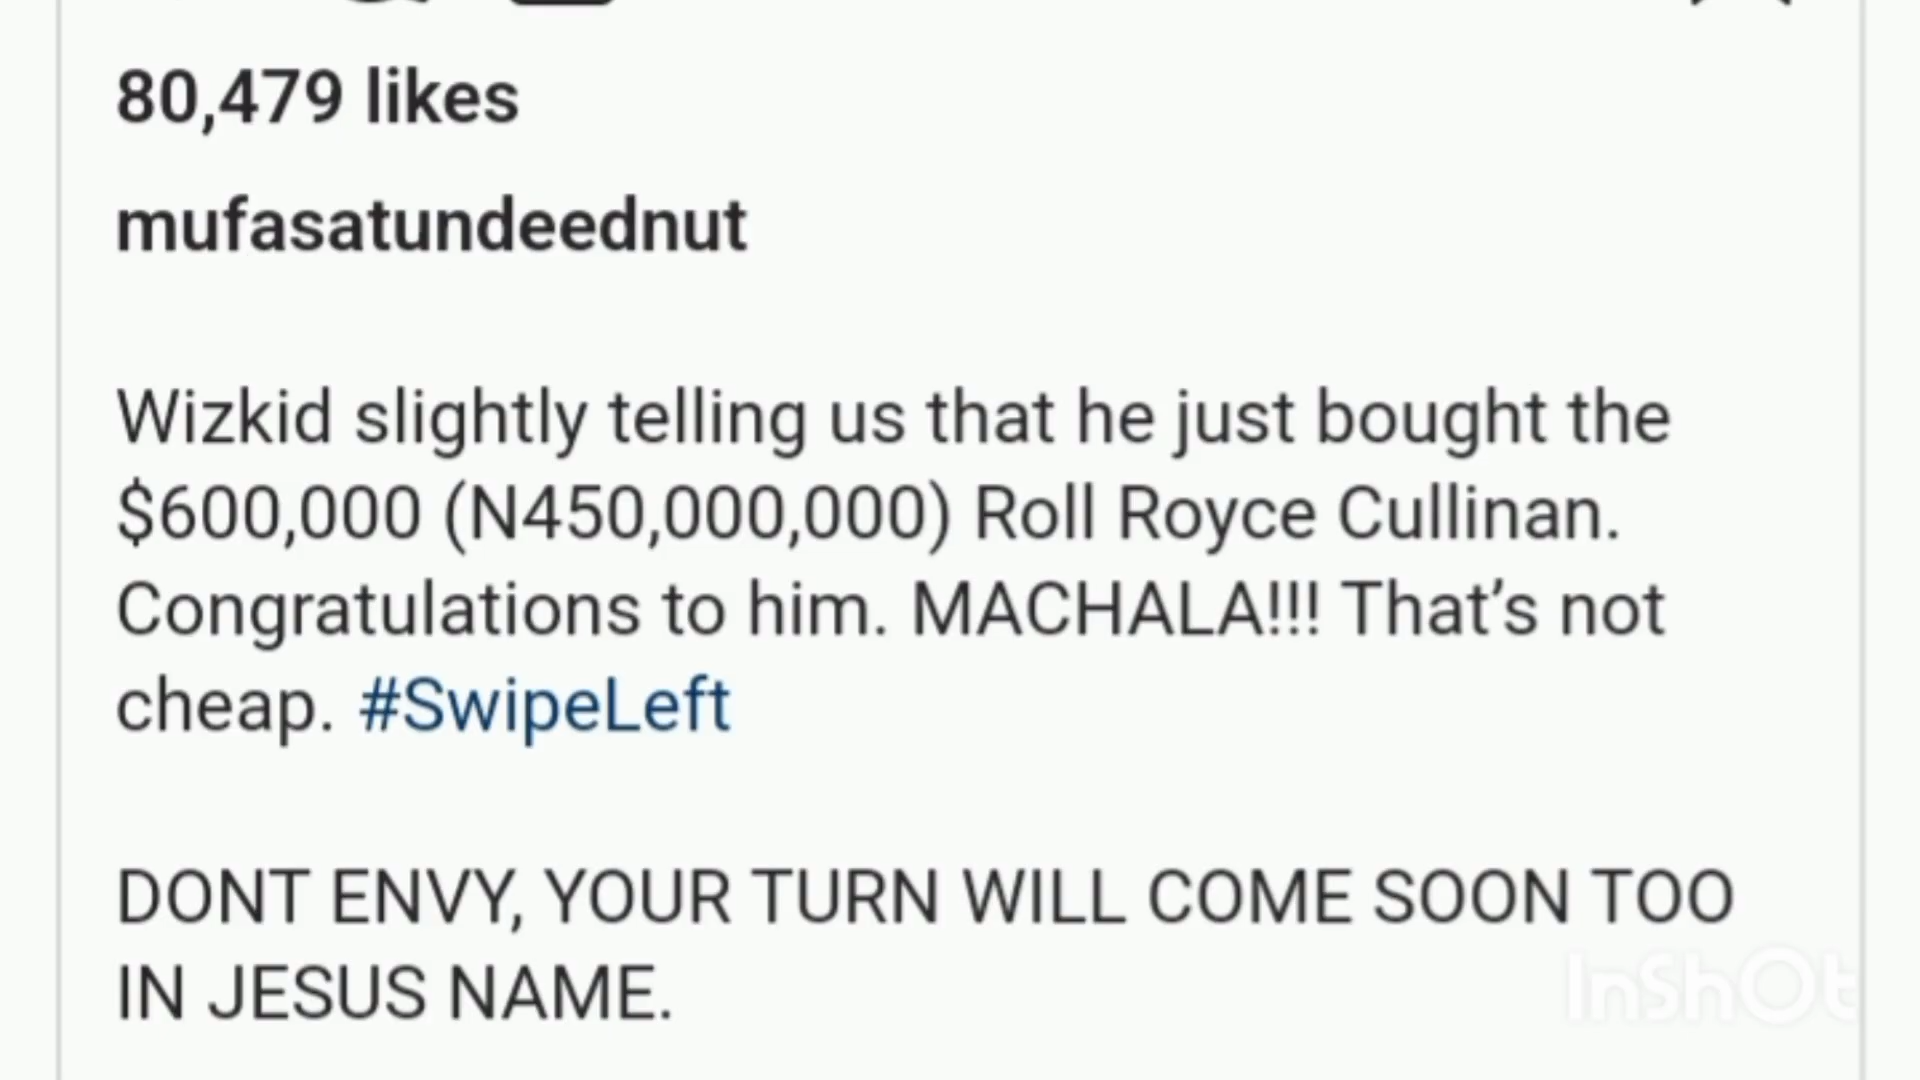 80,479 likes
mufasatundeednut
Wizkid slightly telling us that he just bought the
$600,000 (N450,000,000) Roll Royce Cullinan.
Congratulations to him. MACHALA!!! That’s not
cheap. #SwipeLeft
DONT ENVY, YOUR TURN WILL COME SOON TOO
IN JESUS NAME.
InShOt